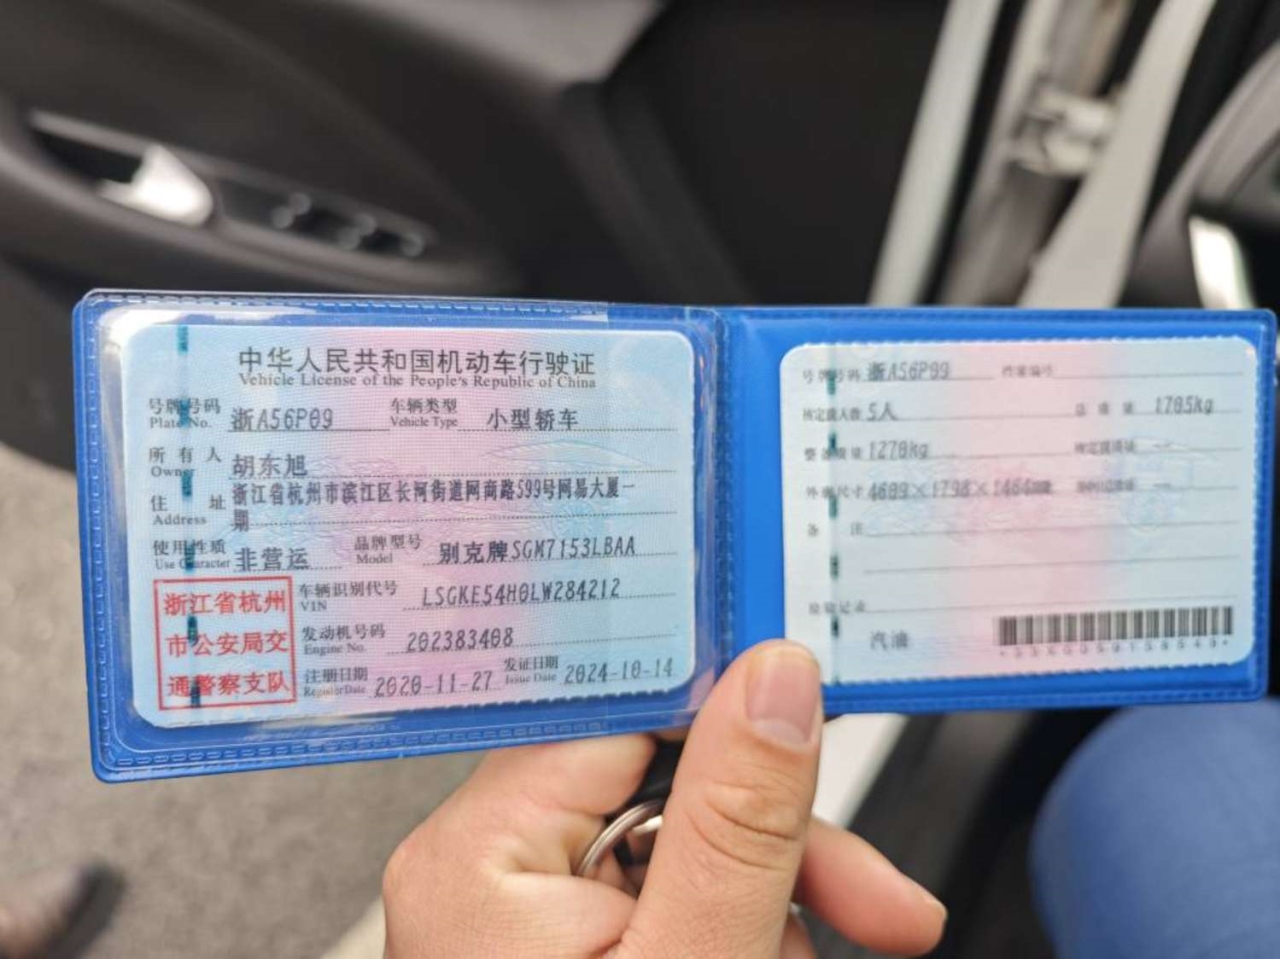 中华人民共和国机动车行驶证
Vehicle License of the People's Republic of China
号牌号码 浙A56P09 车辆类型 小型轿车
Plate No. Vehicle Type
所有人 胡东旭
Owner
住址 浙江省杭州市滨江区长河街道网商路599号网易大厦一
Address 期
使用性质 非营运 品牌型号 别克牌SGM7153LBAA
Use Character Model
浙江省杭州
市公安局交
通警察支队
车辆识别代号 LSGKE54H0LW284212
VIN
发动机号码 202383408
Engine No.
注册日期 2020-11-27 发证日期 2024-10-14
Register Date Issue Date
号牌号码 浙A56P09 档案编号
核定载人数 5人 总质量 1705kg
整备质量 1270kg 核定载质量 --
外廓尺寸 4609×1798×1464mm --
备注
检验记录
汽油